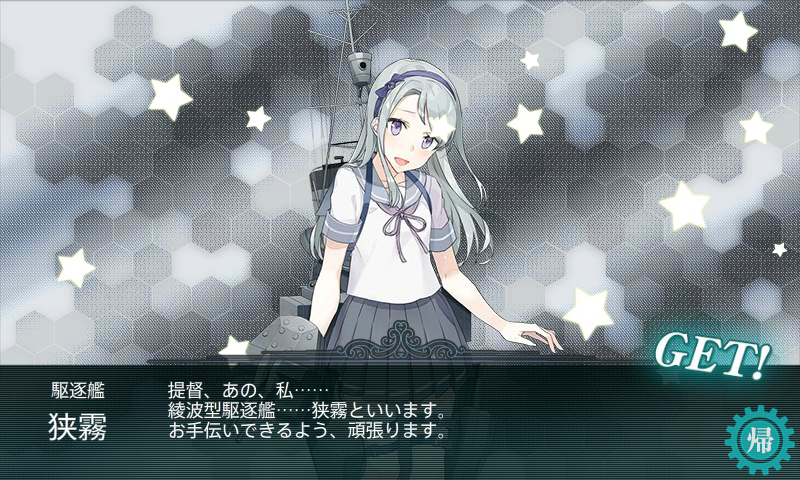 GET!
駆逐艦
狭霧
提督、あの、私……
綾波型駆逐艦……狭霧といいます。
お手伝いできるよう、頑張ります。
帰